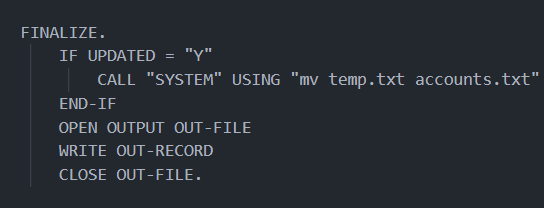 FINALIZE.
IF UPDATED = "Y"
CALL "SYSTEM" USING "mv temp.txt accounts.txt"
END-IF
OPEN OUTPUT OUT-FILE
WRITE OUT-RECORD
CLOSE OUT-FILE.